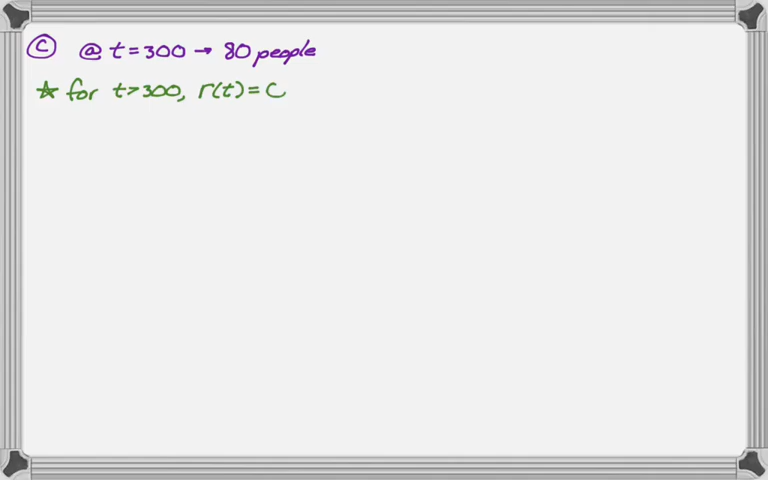 Ⓒ @ t = 300 → 80 people
☆ for t > 300, r(t) = C